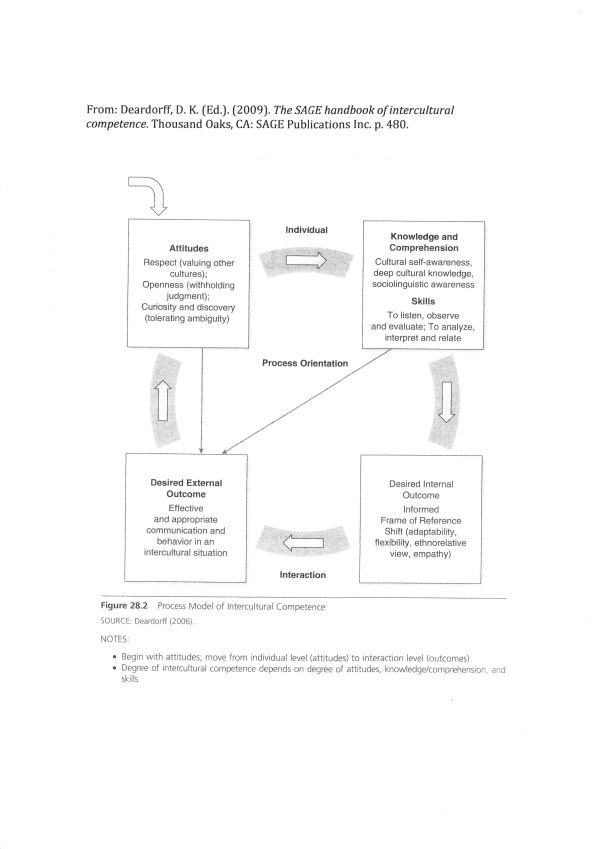 From: Deardorff, D. K. (Ed.). (2009). The SAGE handbook of intercultural
competence. Thousand Oaks, CA: SAGE Publications Inc. p. 480.
Individual
Attitudes
Respect (valuing other
cultures);
Openness (withholding
judgment);
Curiosity and discovery
(tolerating ambiguity)
Knowledge and
Comprehension
Cultural self-awareness,
deep cultural knowledge,
sociolinguistic awareness
Skills
To listen, observe
and evaluate; To analyze,
interpret and relate
Process Orientation
Desired External
Outcome
Effective
and appropriate
communication and
behavior in an
intercultural situation
Desired Internal
Outcome
Informed
Frame of Reference
Shift (adaptability,
flexibility, ethnorelative
view, empathy)
Interaction
Figure 28.2 Process Model of Intercultural Competence
SOURCE: Deardorff (2006).
NOTES:
• Begin with attitudes; move from individual level (attitudes) to interaction level (outcomes)
• Degree of intercultural competence depends on degree of attitudes, knowledge/comprehension, and
skills